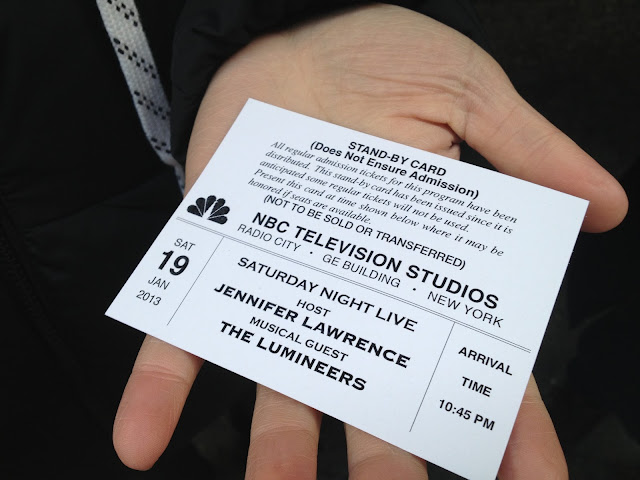 STAND-BY CARD
(Does Not Ensure Admission)
All regular admission tickets for this program have been
distributed. This stand-by card has been issued since it is
anticipated some regular tickets will not be used.
Present this card at time shown below where it may be
honored if seats are available.
(NOT TO BE SOLD OR TRANSFERRED)
NBC TELEVISION STUDIOS
RADIO CITY · GE BUILDING · NEW YORK
SAT
19
JAN
2013
SATURDAY NIGHT LIVE
HOST
JENNIFER LAWRENCE
MUSICAL GUEST
THE LUMINEERS
ARRIVAL
TIME
10:45 PM